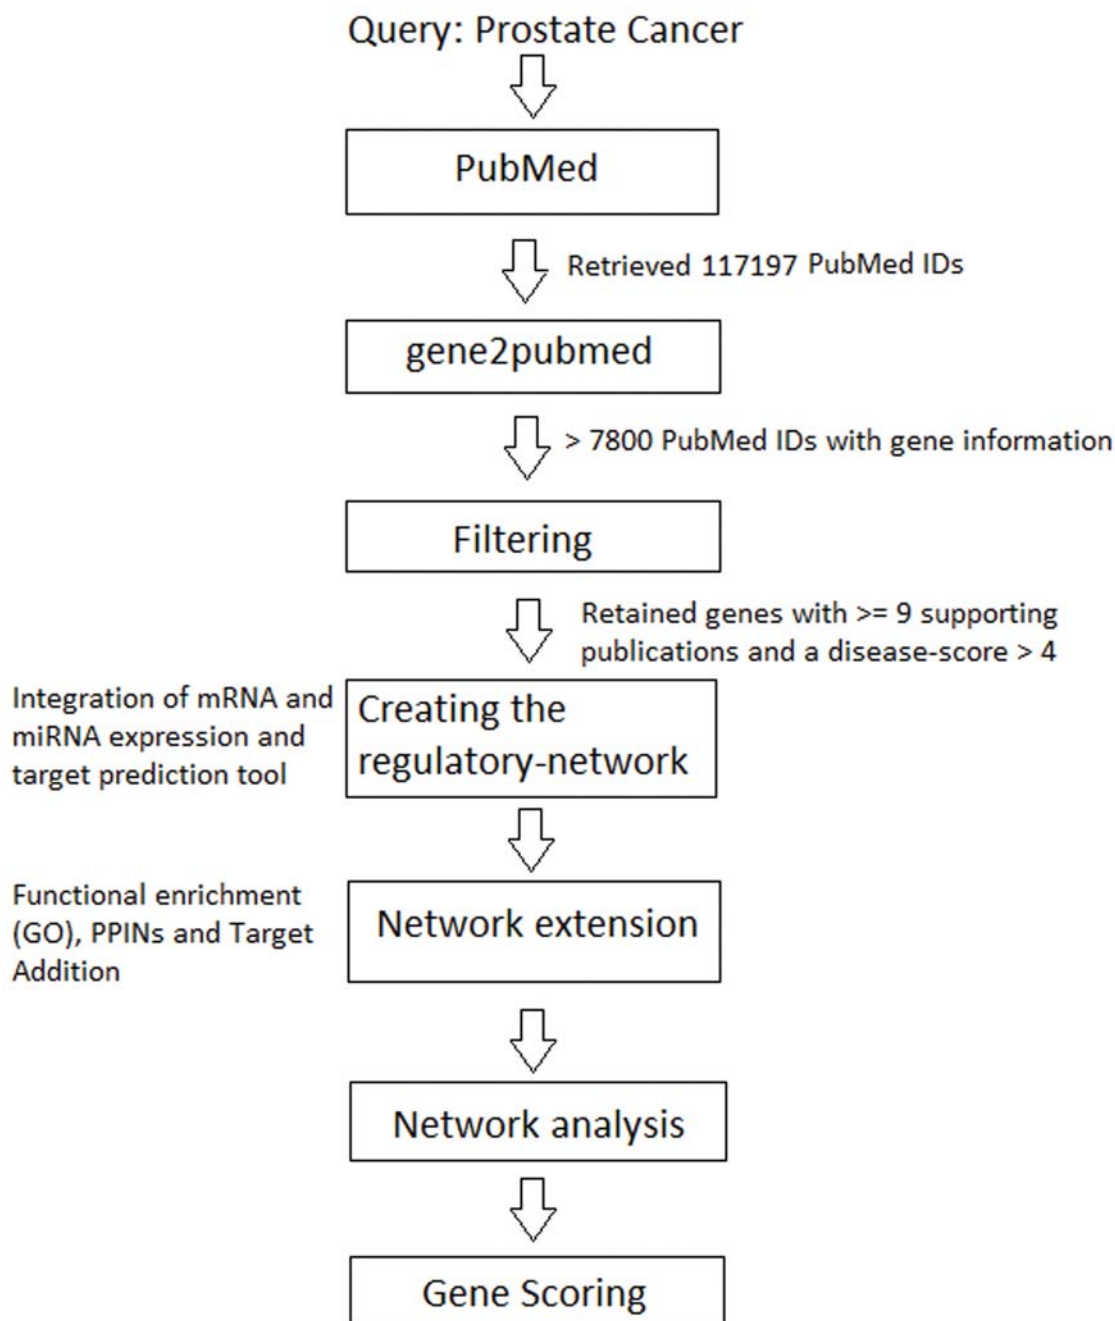 Query: Prostate Cancer
PubMed
Retrieved 117197 PubMed IDs
gene2pubmed
> 7800 PubMed IDs with gene information
Filtering
Retained genes with >= 9 supporting
publications and a disease-score > 4
Integration of mRNA and
miRNA expression and
target prediction tool
Creating the
regulatory-network
Functional enrichment
(GO), PPINs and Target
Addition
Network extension
Network analysis
Gene Scoring